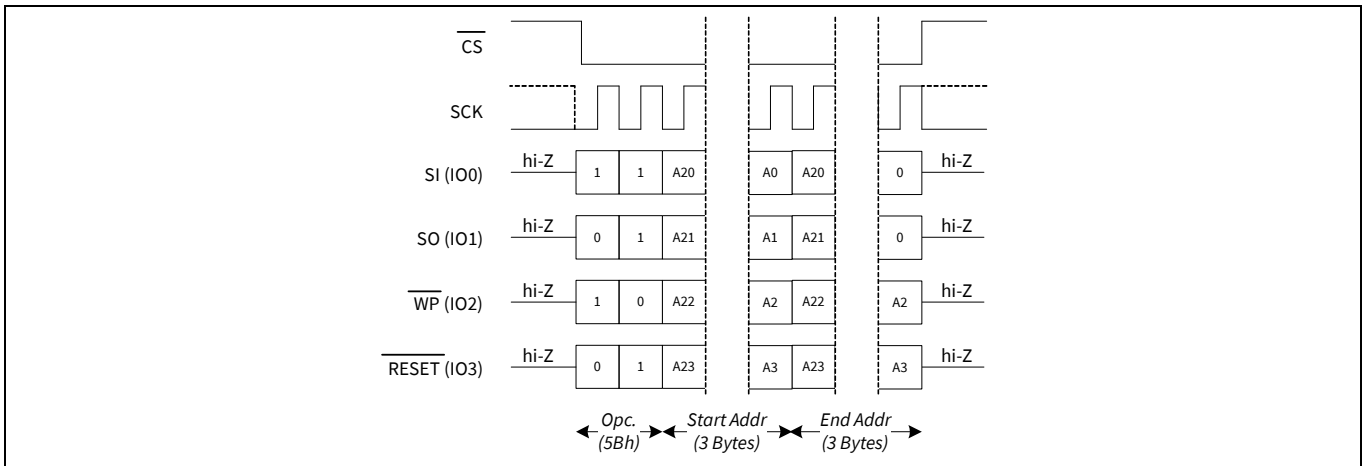 CS
SCK
SI (IO0) hi-Z 1 1 A20 A0 A20 0 hi-Z
SO (IO1) hi-Z 0 1 A21 A1 A21 0 hi-Z
WP (IO2) hi-Z 1 0 A22 A2 A22 A2 hi-Z
RESET (IO3) hi-Z 0 1 A23 A3 A23 A3 hi-Z
Opc. Start Addr End Addr
(5Bh) (3 Bytes) (3 Bytes)